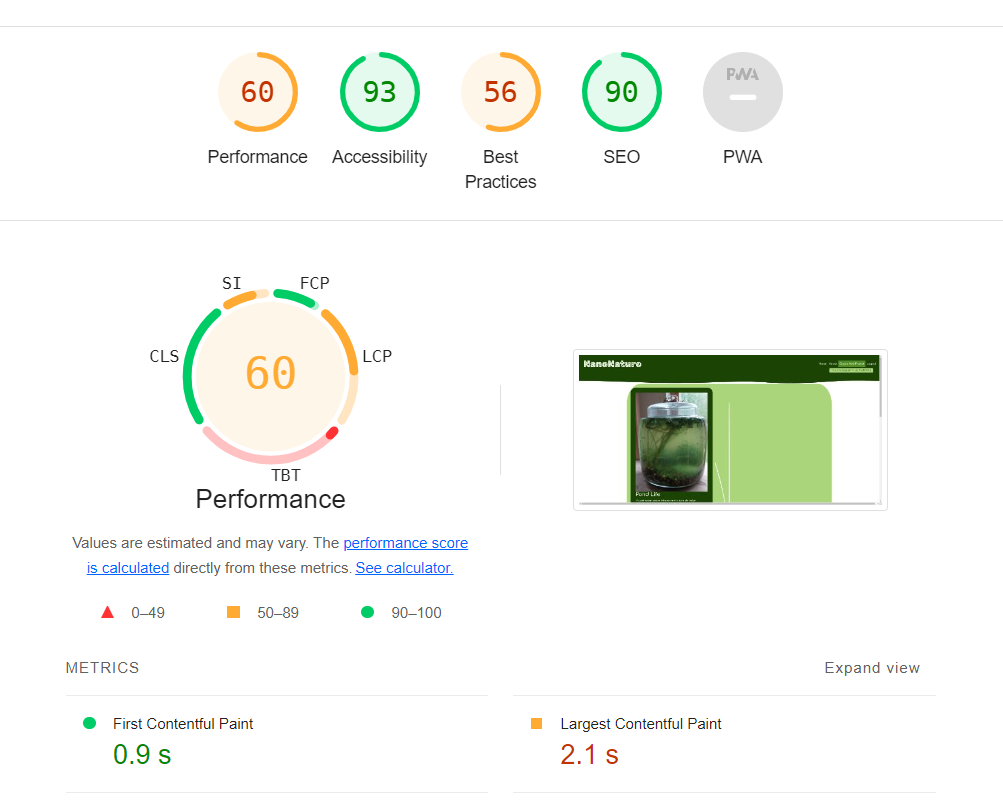 60
93
56
90
PWA
Performance
Accessibility
Best
Practices
SEO
PWA
SI
FCP
CLS
LCP
60
TBT
Performance
NanoNature
Pond Life
Values are estimated and may vary. The performance score
is calculated directly from these metrics. See calculator.
0–49
50–89
90–100
METRICS
Expand view
First Contentful Paint
0.9 s
Largest Contentful Paint
2.1 s